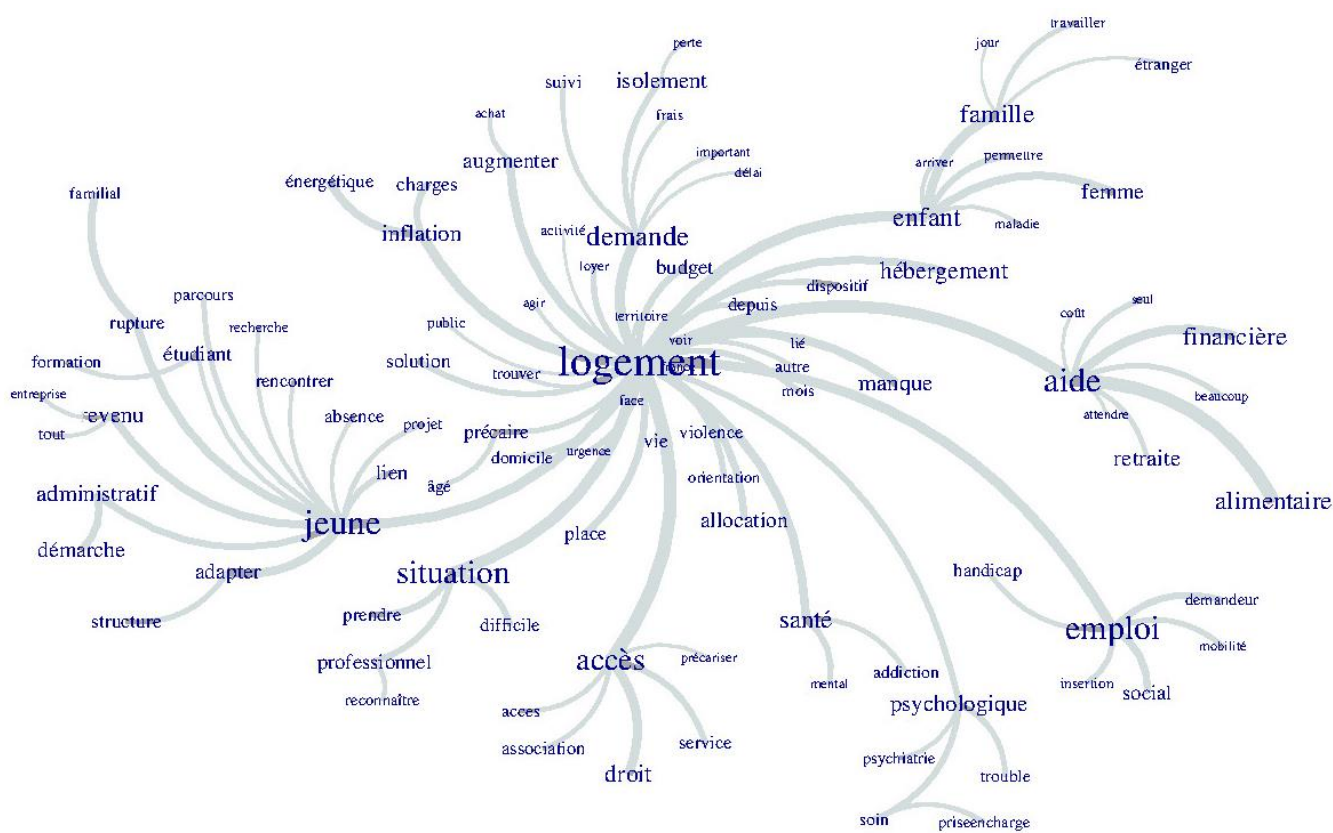 travailler
perte
jour
isolement
suivi
étranger
achat
frais
famille
augmenter
important
arriver
permettre
délai
énergétique
charges
familial
femme
enfant
maladie
activité
inflation
demande
loyer
budget
hébergement
dispositif
parcours
agir
depuis
seul
coût
territoire
rupture
recherche
public
voir
lié
financière
étudiant
formation
solution
logement
autre
trouver
rencontrer
manque
aide
mois
entreprise
beaucoup
face
revenu
absence
projet
attendre
tout
précaire
violence
vie
urgence
domicile
retraite
lien
orientation
âgé
administratif
alimentaire
jeune
allocation
place
démarche
adapter
situation
handicap
demandeur
prendre
structure
difficile
santé
emploi
mobilité
professionnel
accès
précariser
addiction
mental
insertion
social
reconnaître
psychologique
acces
association
service
psychiatrie
droit
trouble
soin
priseencharge